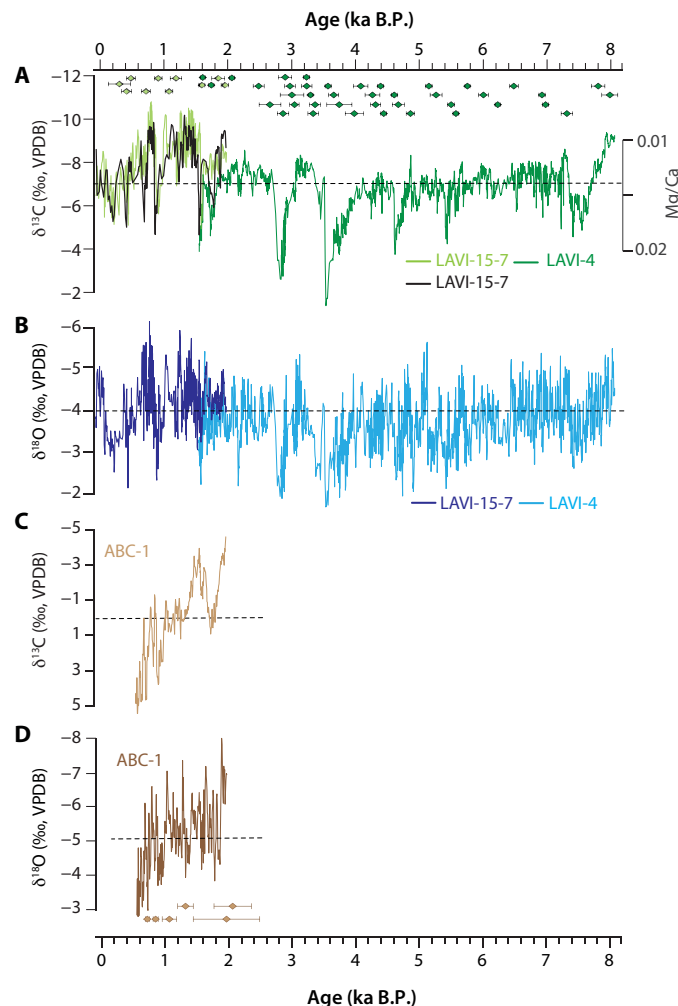 Age (ka B.P.)
0 1 2 3 4 5 6 7 8
A
−12
−10
−8
−6
−4
−2
δ13C (‰, VPDB)
0.01
0.02
Mg/Ca
LAVI-15-7 LAVI-4
LAVI-15-7
B
−6
−5
−4
−3
−2
δ18O (‰, VPDB)
LAVI-15-7 LAVI-4
C
−5
−3
−1
1
3
5
δ13C (‰, VPDB)
ABC-1
D
−8
−7
−6
−5
−4
−3
δ18O (‰, VPDB)
ABC-1
0 1 2 3 4 5 6 7 8
Age (ka B.P.)